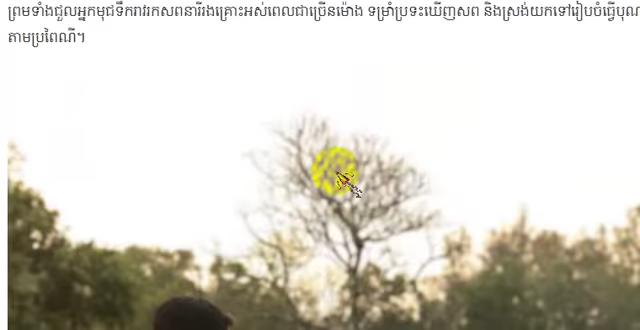 ព្រមទាំងជួលអ្នកមុជទឹករាវរកសពនារីរងគ្រោះអស់ពេលជាច្រើនម៉ោង ទម្រាំប្រទះឃើញសព និងស្រង់យកទៅរៀបចំធ្វើបុណ្យ
តាមប្រពៃណី។